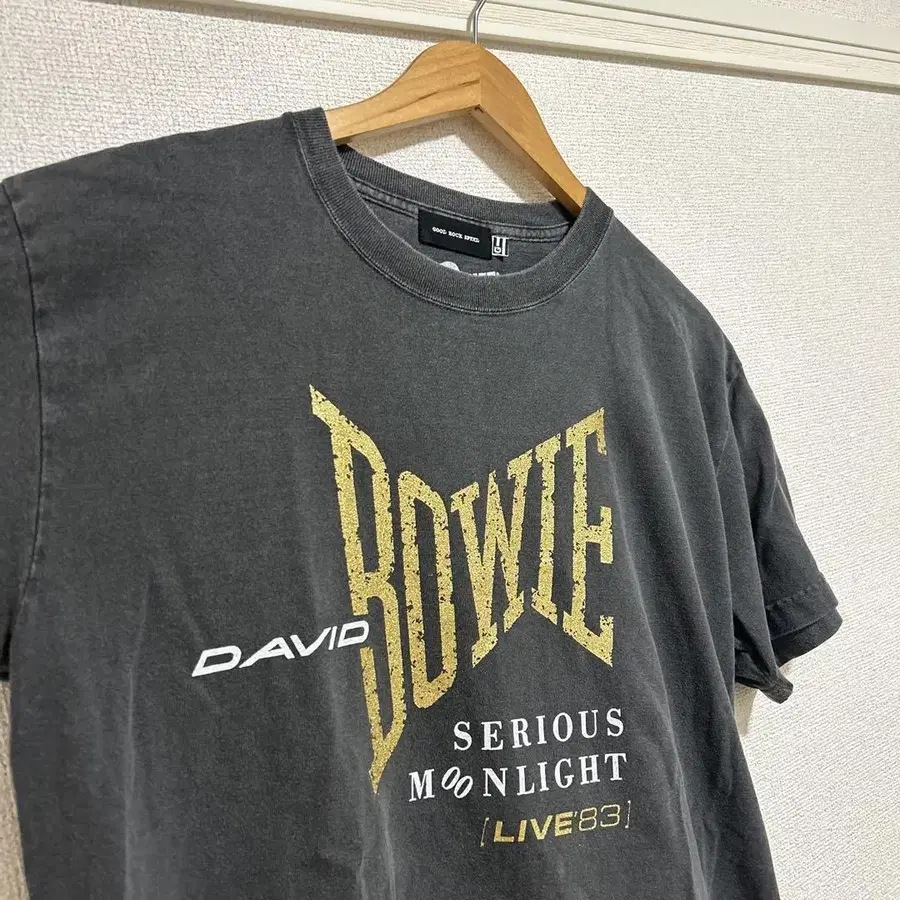 GOOD ROCK SPEED
DAVID BOWIE
SERIOUS
MOONLIGHT
[LIVE'83]